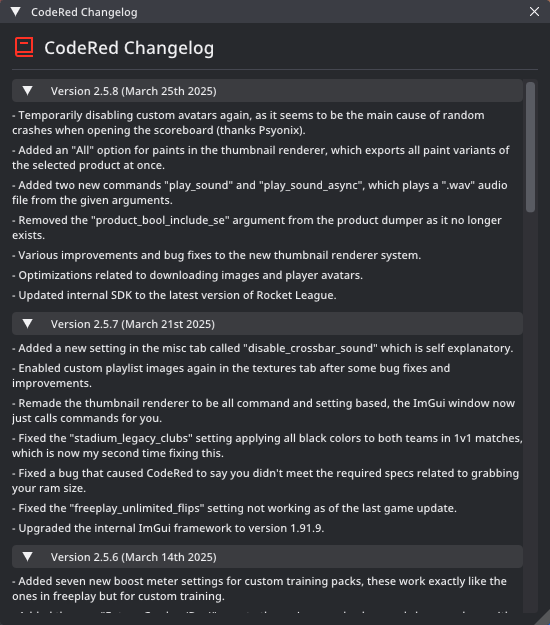 CodeRed Changelog
CodeRed Changelog
Version 2.5.8 (March 25th 2025)
- Temporarily disabling custom avatars again, as it seems to be the main cause of random
crashes when opening the scoreboard (thanks Psyonix).
- Added an "All" option for paints in the thumbnail renderer, which exports all paint variants of
the selected product at once.
- Added two new commands "play_sound" and "play_sound_async", which plays a ".wav" audio
file from the given arguments.
- Removed the "product_bool_include_se" argument from the product dumper as it no longer
exists.
- Various improvements and bug fixes to the new thumbnail renderer system.
- Optimizations related to downloading images and player avatars.
- Updated internal SDK to the latest version of Rocket League.
Version 2.5.7 (March 21st 2025)
- Added a new setting in the misc tab called "disable_crossbar_sound" which is self explanatory.
- Enabled custom playlist images again in the textures tab after some bug fixes and
improvements.
- Remade the thumbnail renderer to be all command and setting based, the ImGui window now
just calls commands for you.
- Fixed the "stadium_legacy_clubs" setting applying all black colors to both teams in 1v1 matches,
which is now my second time fixing this.
- Fixed a bug that caused CodeRed to say you didn't meet the required specs related to grabbing
your ram size.
- Fixed the "freeplay_unlimited_flips" setting not working as of the last game update.
- Upgraded the internal ImGui framework to version 1.91.9.
Version 2.5.6 (March 14th 2025)
- Added seven new boost meter settings for custom training packs, these work exactly like the
ones in freeplay but for custom training.